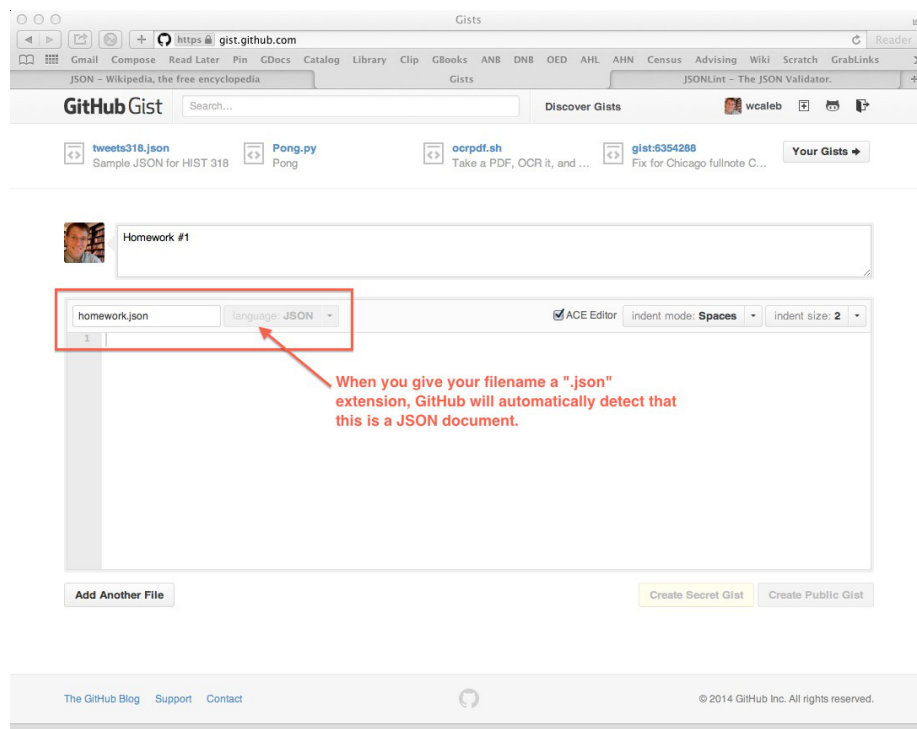 Gists
https gist.github.com
Reader
Gmail Compose Read Later Pin GDocs Catalog Library Clip GBooks ANB DNB OED AHL AHN Census Advising Wiki Scratch GrabLinks
JSON – Wikipedia, the free encyclopedia Gists JSONLint – The JSON Validator.
GitHub Gist Search... Discover Gists wcaleb
tweets318.json Pong.py ocrpdf.sh gist:6354288 Your Gists
Sample JSON for HIST 318 Pong Take a PDF, OCR it, and ... Fix for Chicago fullnote C...
Homework #1
homework.json language: JSON ACE Editor indent mode: Spaces indent size: 2
1
When you give your filename a ".json"
extension, GitHub will automatically detect that
this is a JSON document.
Add Another File Create Secret Gist Create Public Gist
The GitHub Blog Support Contact © 2014 GitHub Inc. All rights reserved.